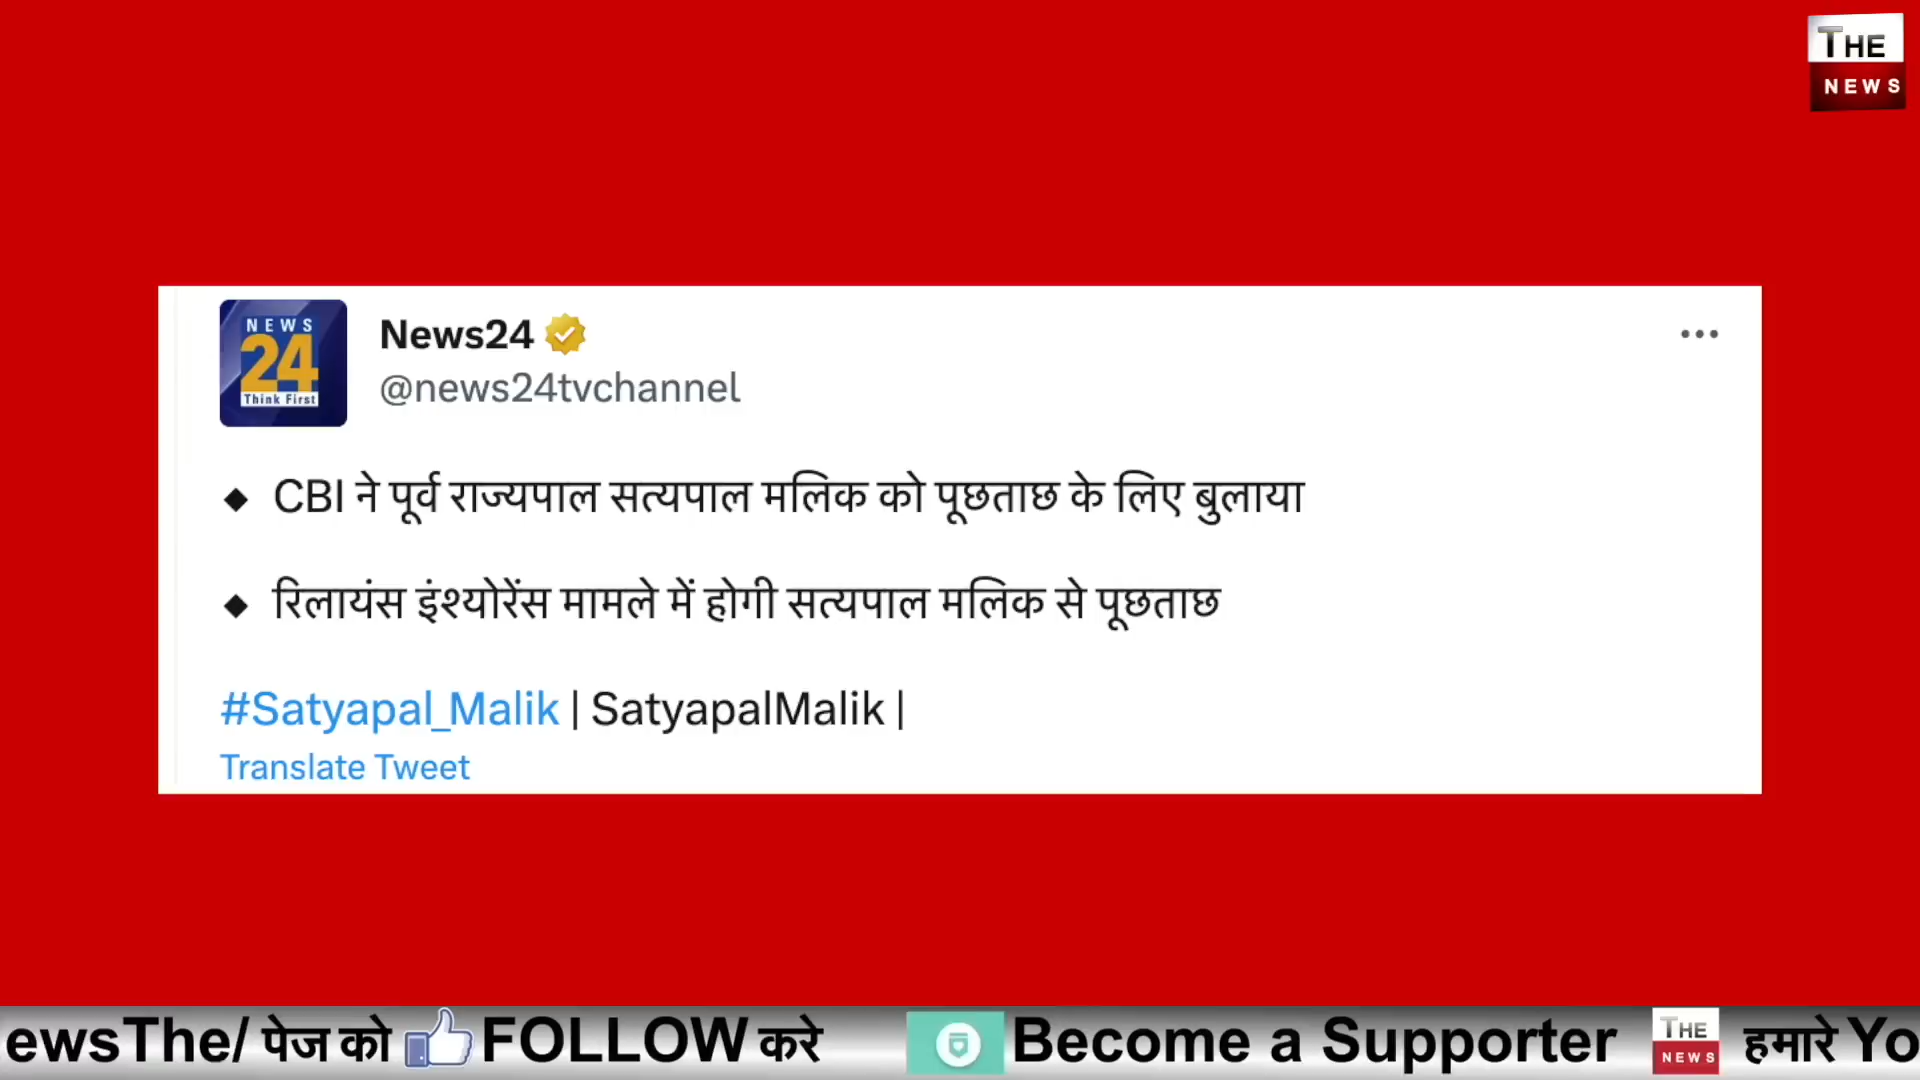 THE
NEWS
NEWS
24
Think First
News24
@news24tvchannel
◆ CBI ने पूर्व राज्यपाल सत्यपाल मलिक को पूछताछ के लिए बुलाया
◆ रिलायंस इंश्योरेंस मामले में होगी सत्यपाल मलिक से पूछताछ
#Satyapal_Malik | SatyapalMalik |
Translate Tweet
ewsThe/ पेज को FOLLOW करे Become a Supporter THE NEWS हमारे Yo